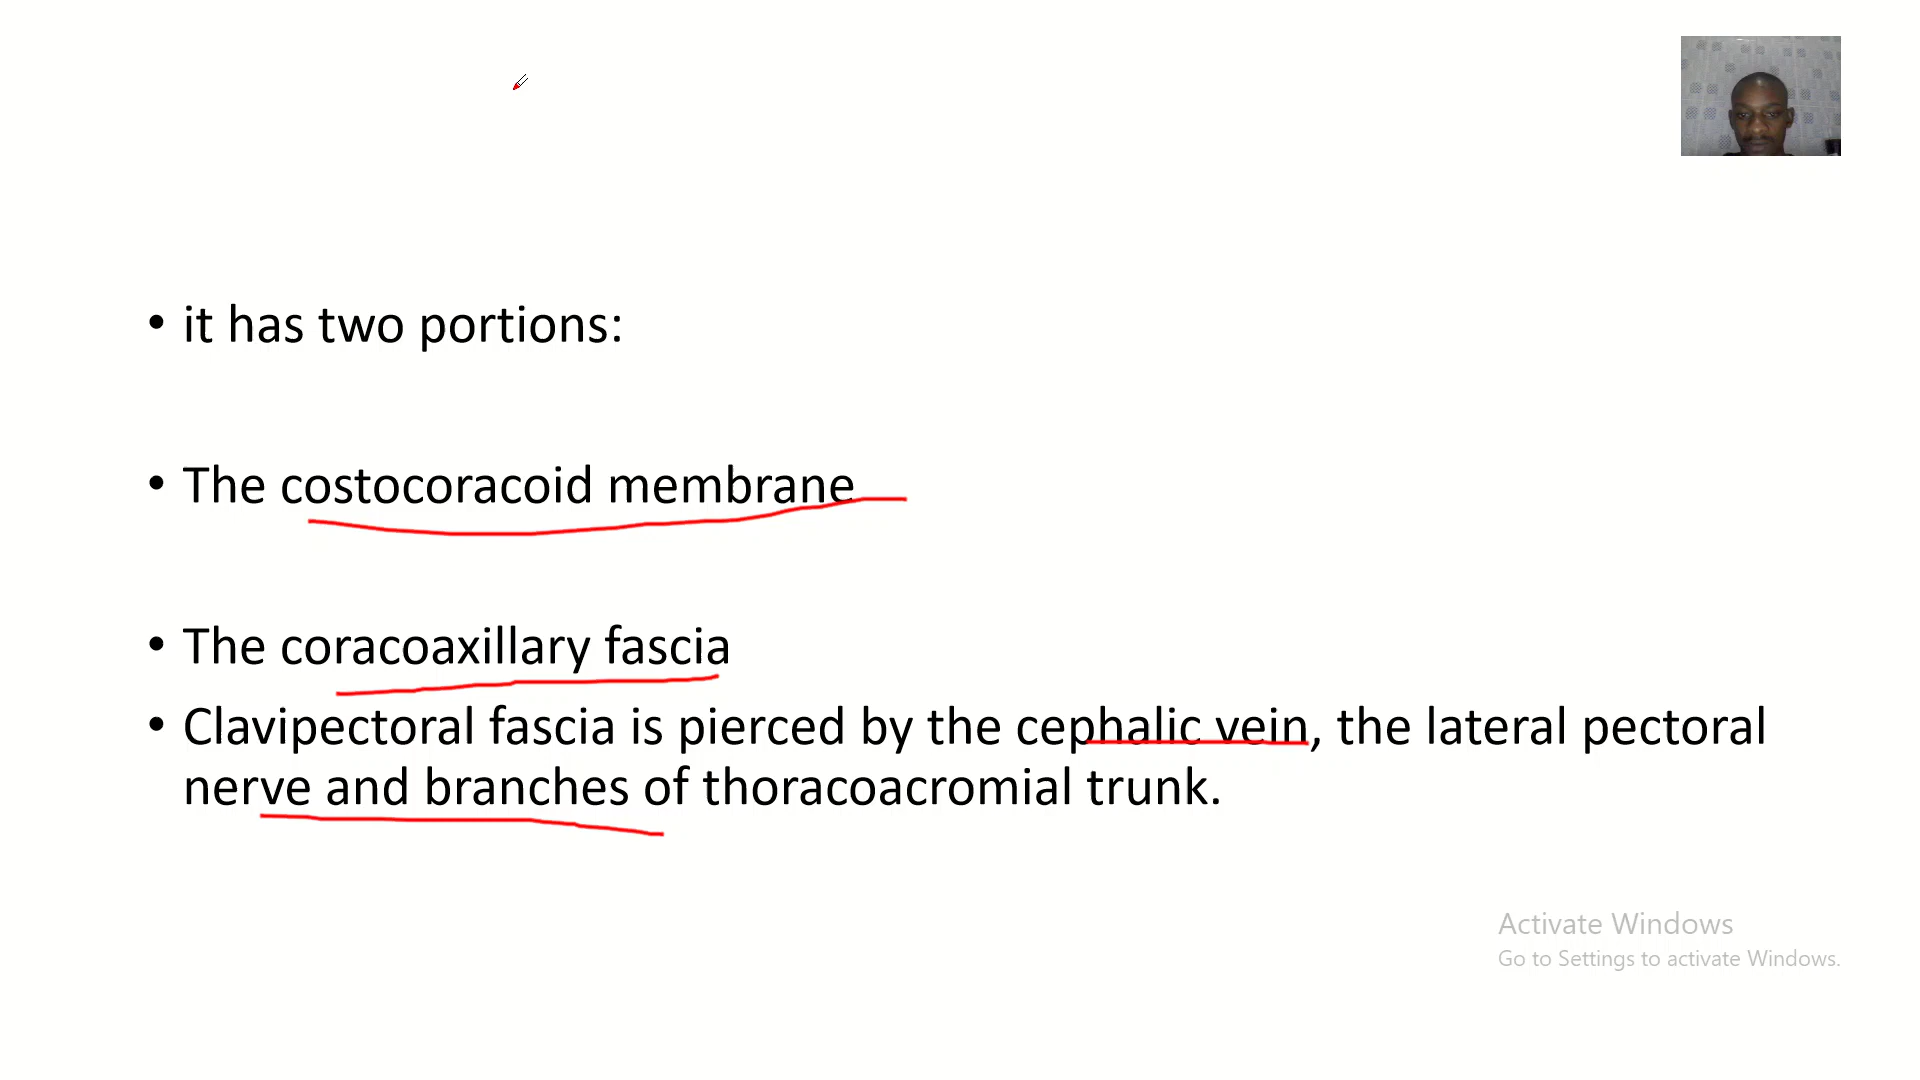 • it has two portions:
• The costocoracoid membrane
• The coracoaxillary fascia
• Clavipectoral fascia is pierced by the cephalic vein, the lateral pectoral
nerve and branches of thoracoacromial trunk.
Activate Windows
Go to Settings to activate Windows.